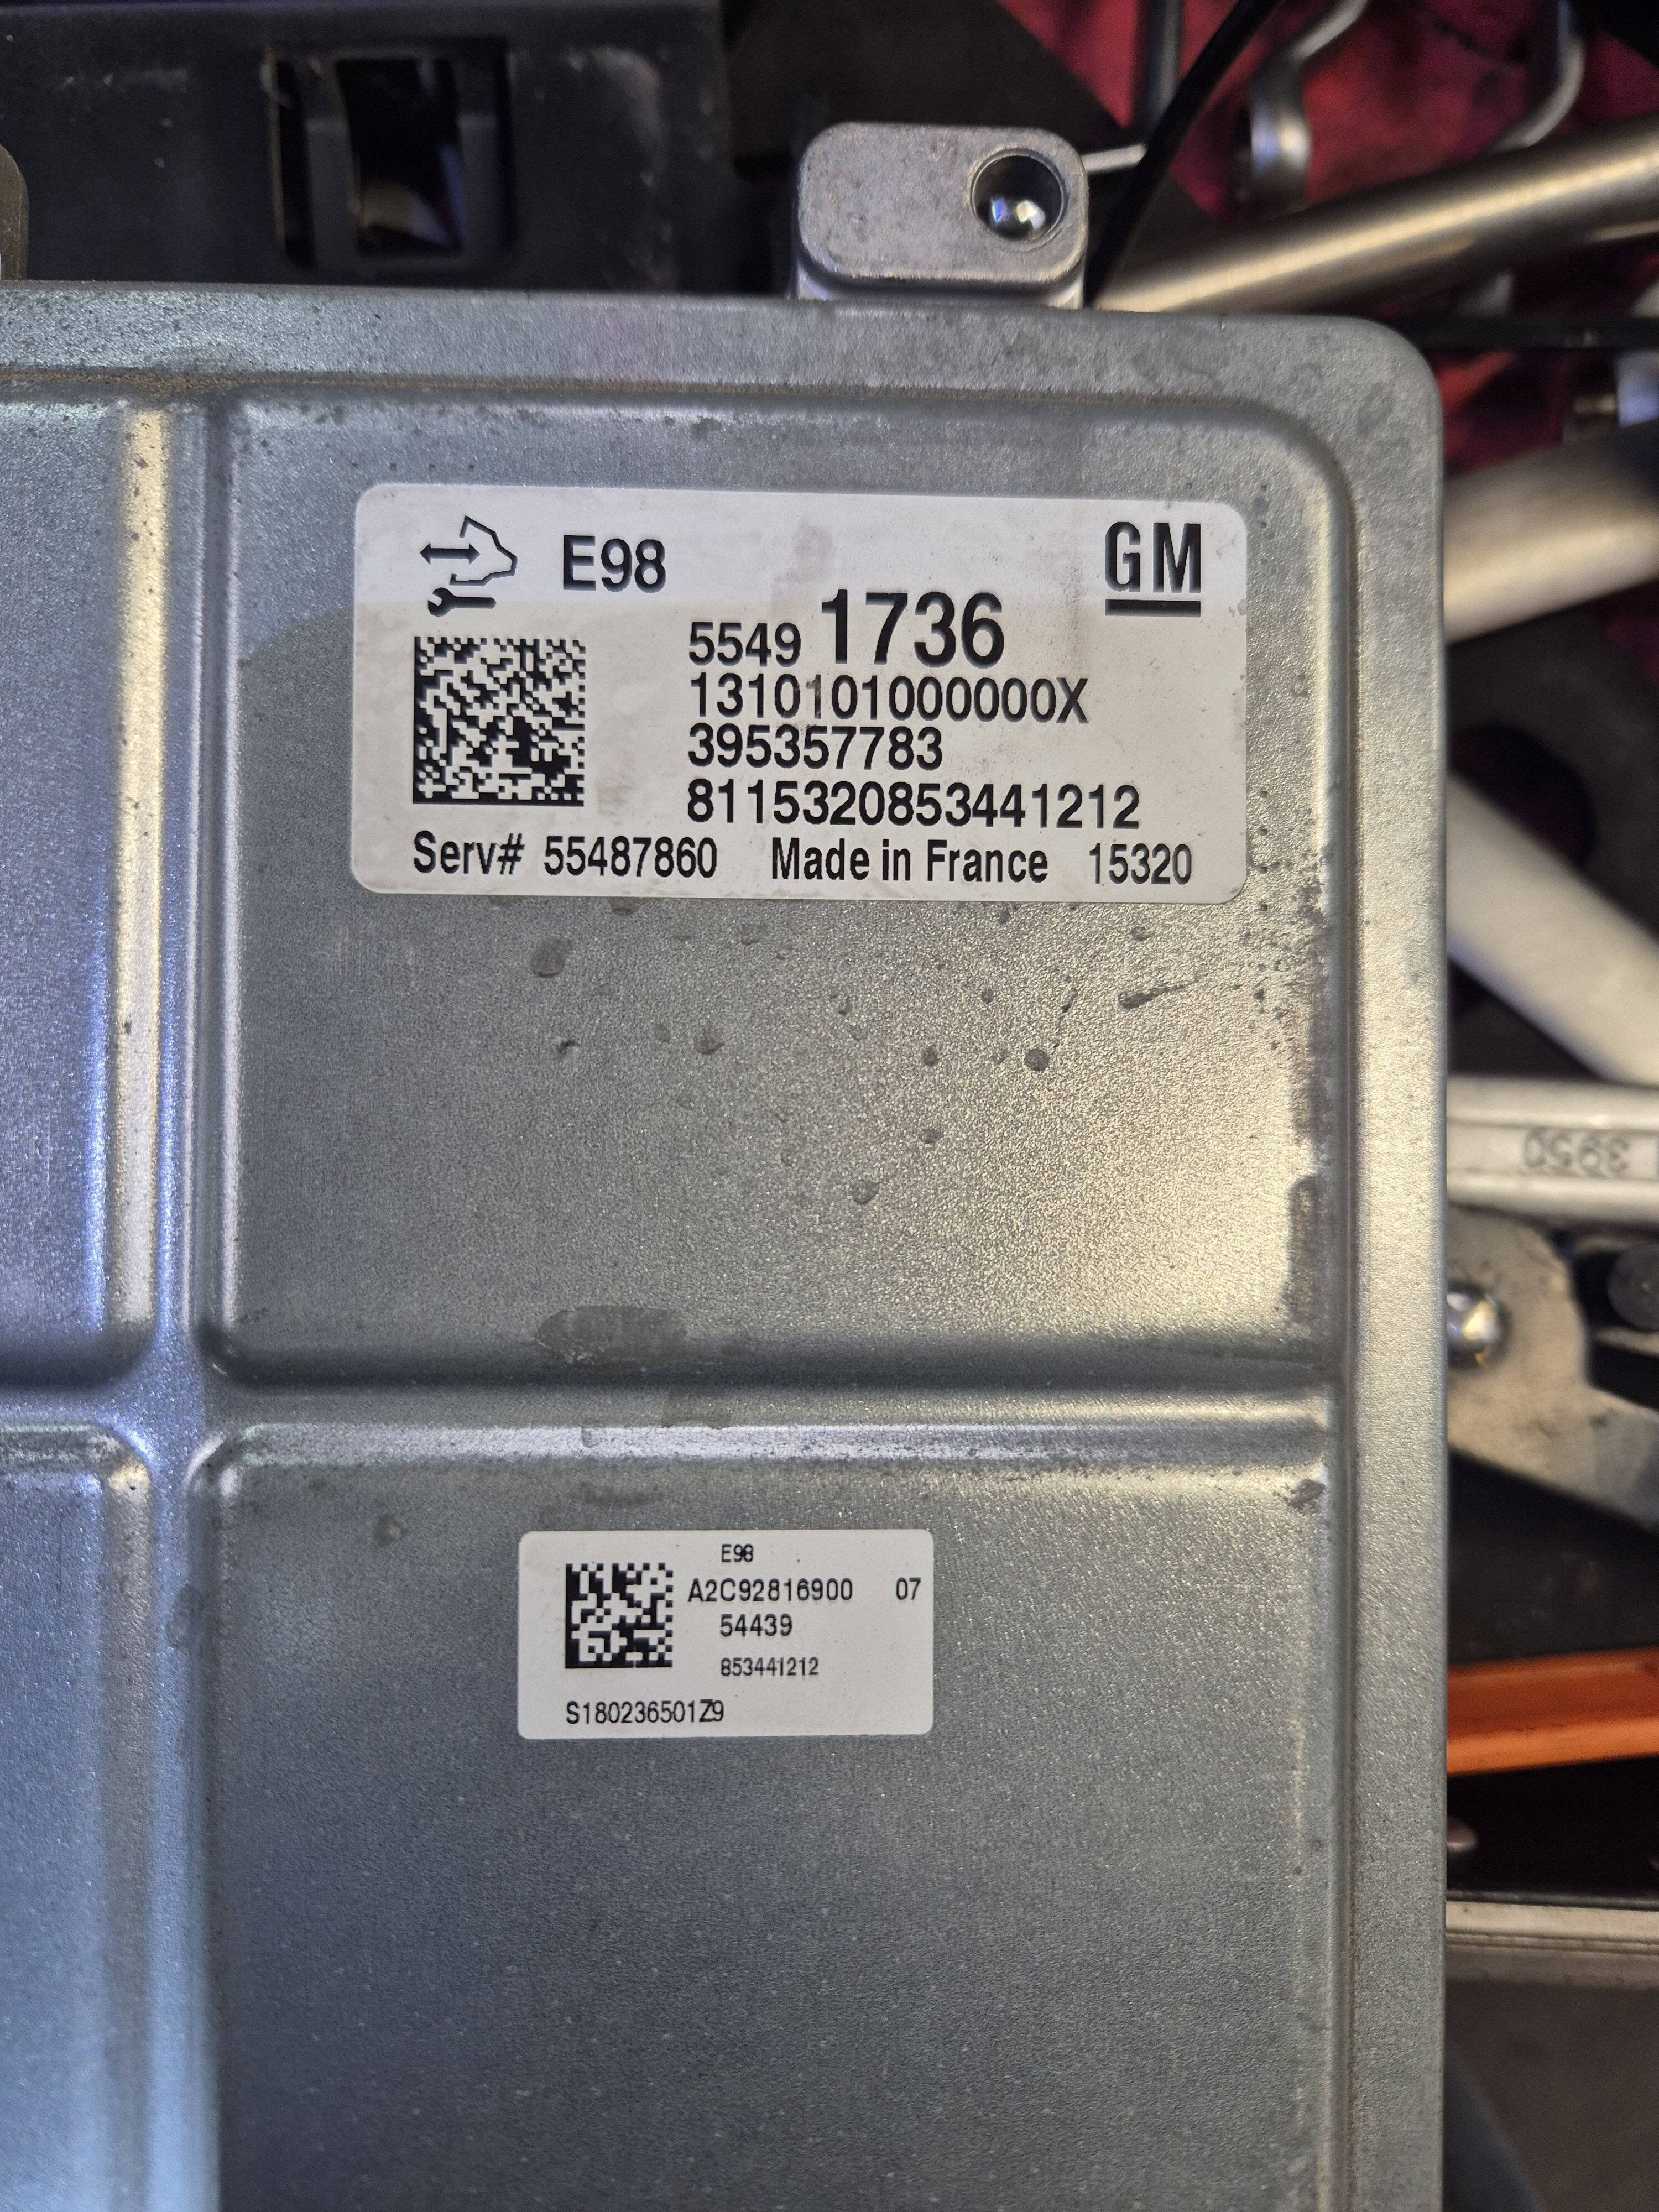 E98 GM
5549 1736
1310101000000X
395357783
8115320853441212
Serv# 55487860 Made in France 15320
3950
E98
A2C92816900 07
54439
853441212
S180236501Z9